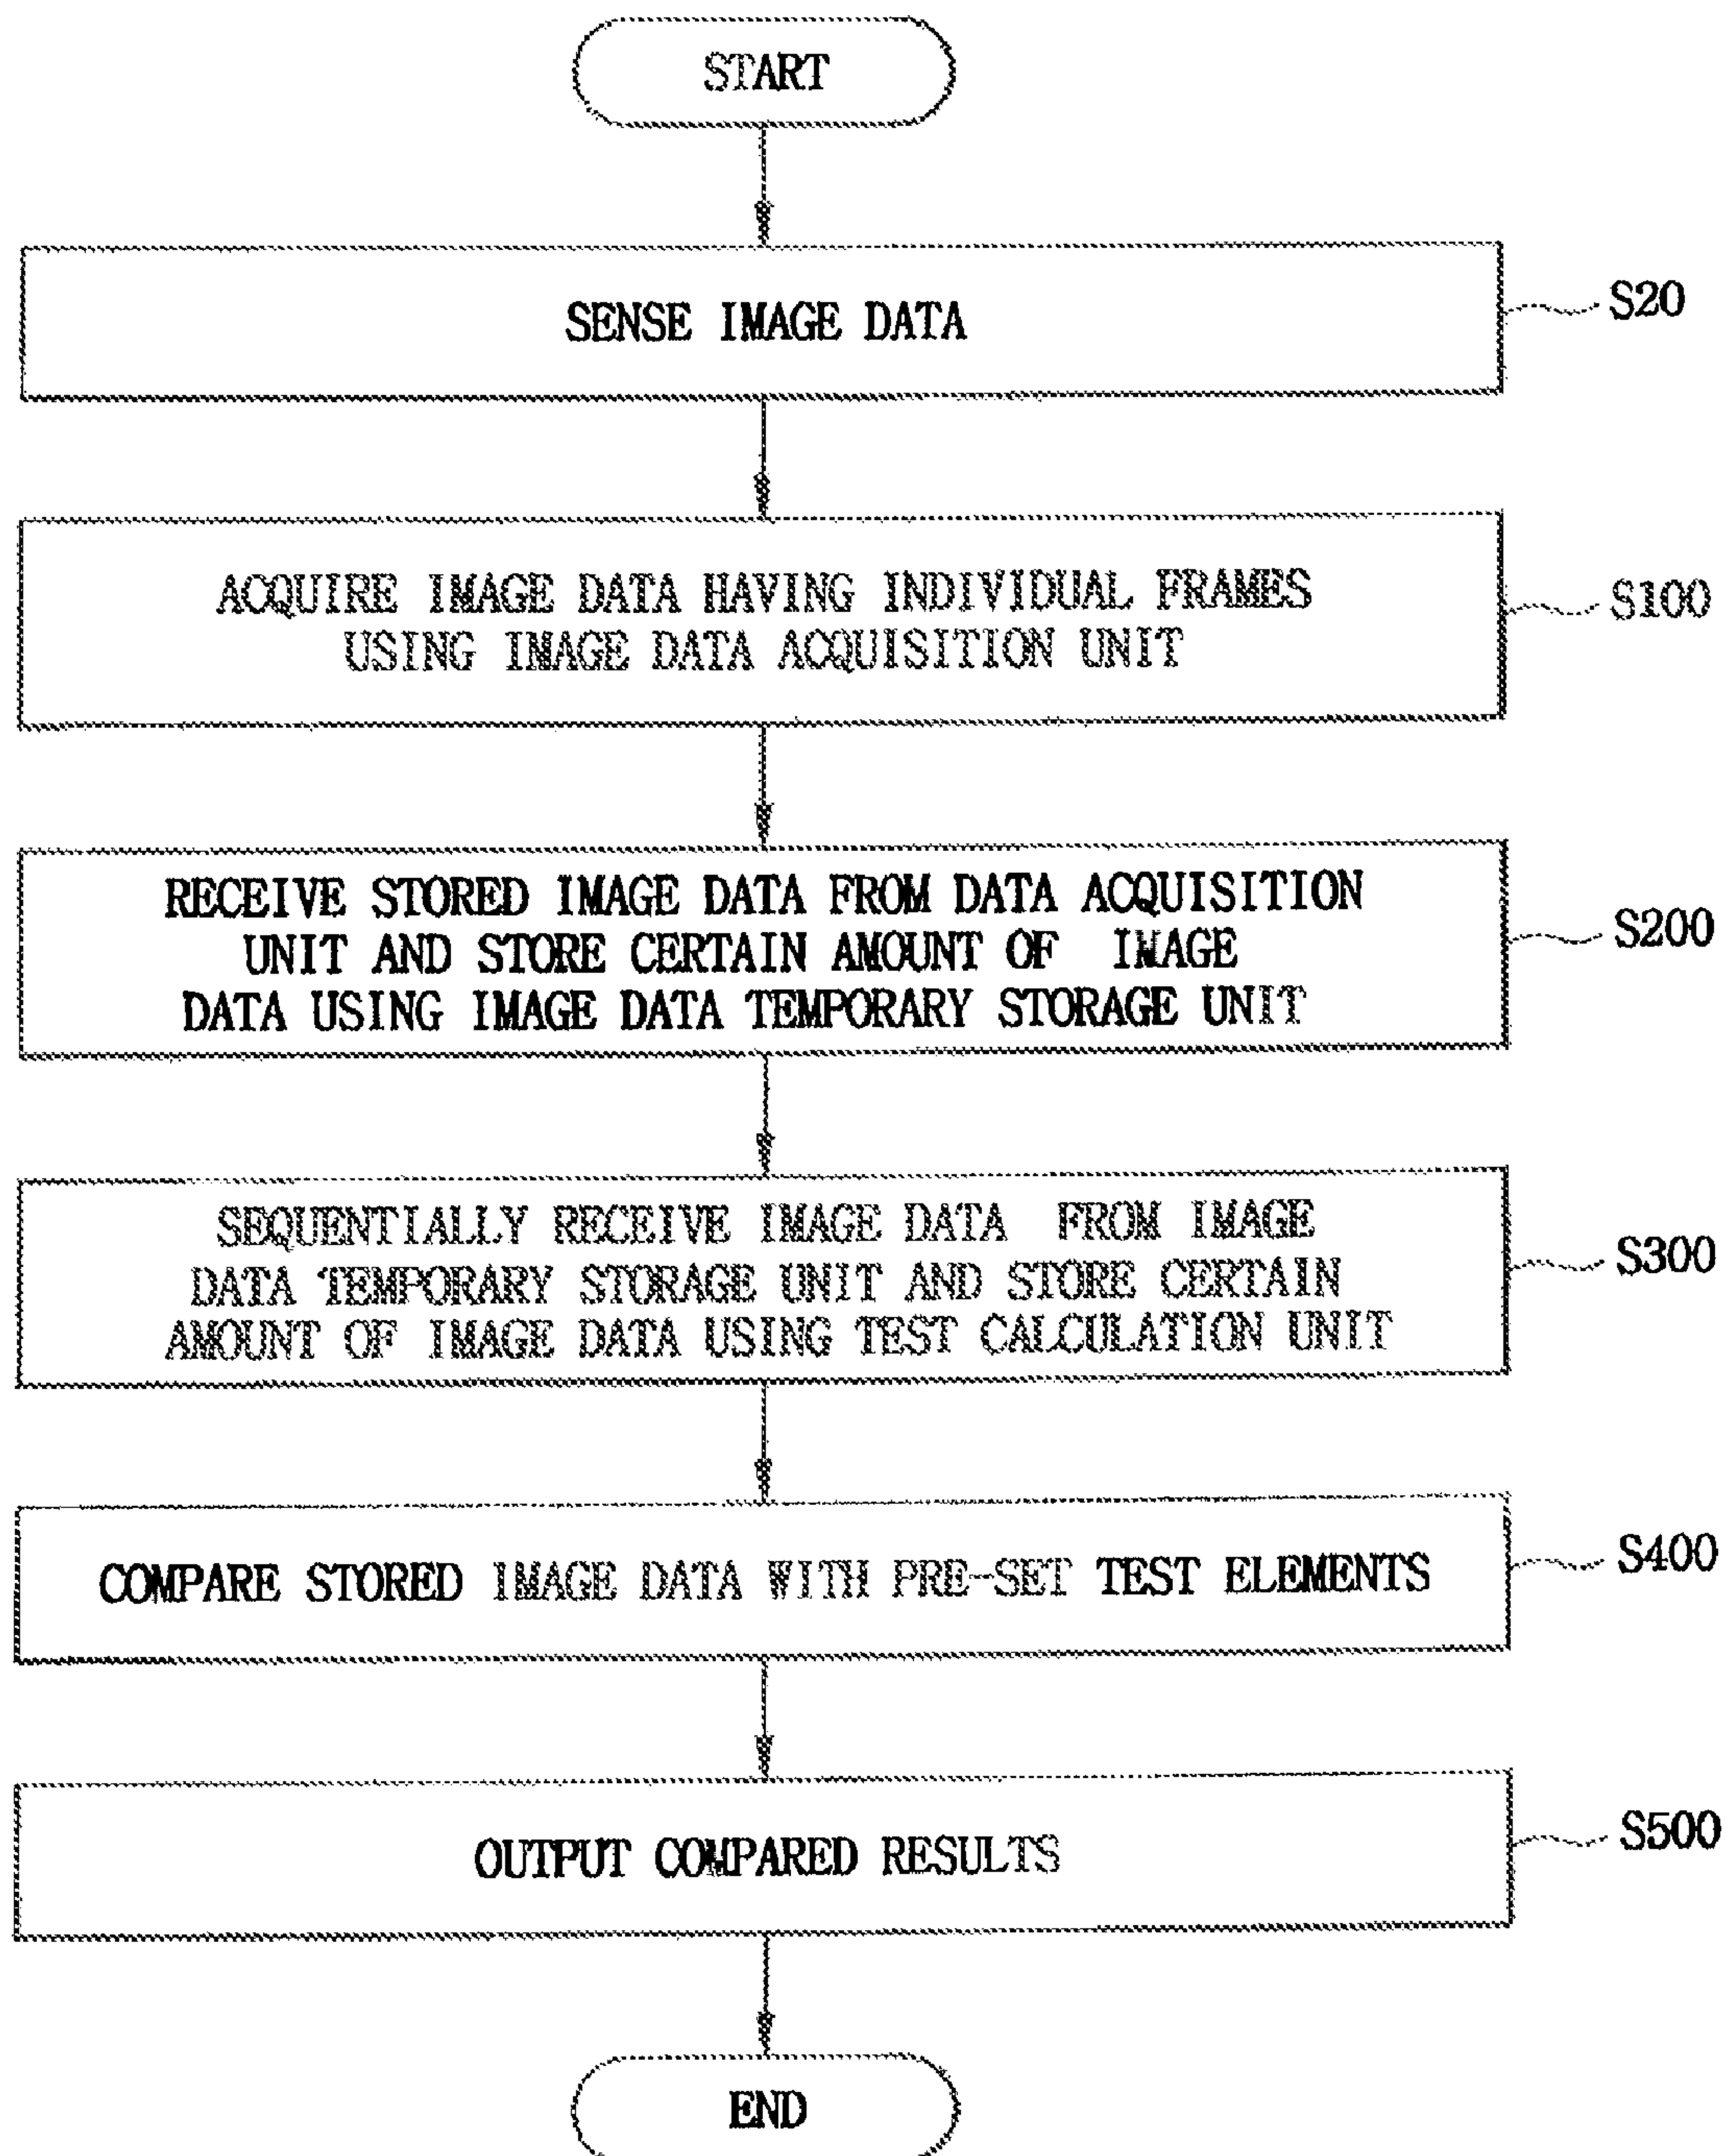 START
SENSE IMAGE DATA
S20
ACQUIRE IMAGE DATA HAVING INDIVIDUAL FRAMES
USING IMAGE DATA ACQUISITION UNIT
S100
RECEIVE STORED IMAGE DATA FROM DATA ACQUISITION
UNIT AND STORE CERTAIN AMOUNT OF IMAGE
DATA USING IMAGE DATA TEMPORARY STORAGE UNIT
S200
SEQUENTIALLY RECEIVE IMAGE DATA FROM IMAGE
DATA TEMPORARY STORAGE UNIT AND STORE CERTAIN
AMOUNT OF IMAGE DATA USING TEST CALCULATION UNIT
S300
COMPARE STORED IMAGE DATA WITH PRE-SET TEST ELEMENTS
S400
OUTPUT COMPARED RESULTS
S500
END